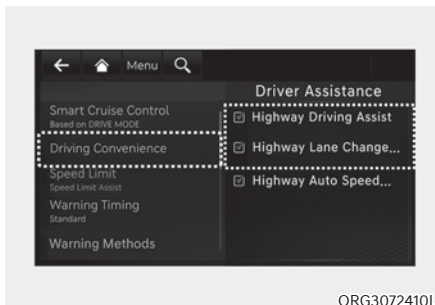 Menu
Driver Assistance
Smart Cruise Control
Based on DRIVE MODE
Driving Convenience
Speed Limit
Speed Limit Assist
Warning Timing
Standard
Warning Methods
Highway Driving Assist
Highway Lane Change...
Highway Auto Speed...
ORG3072410L